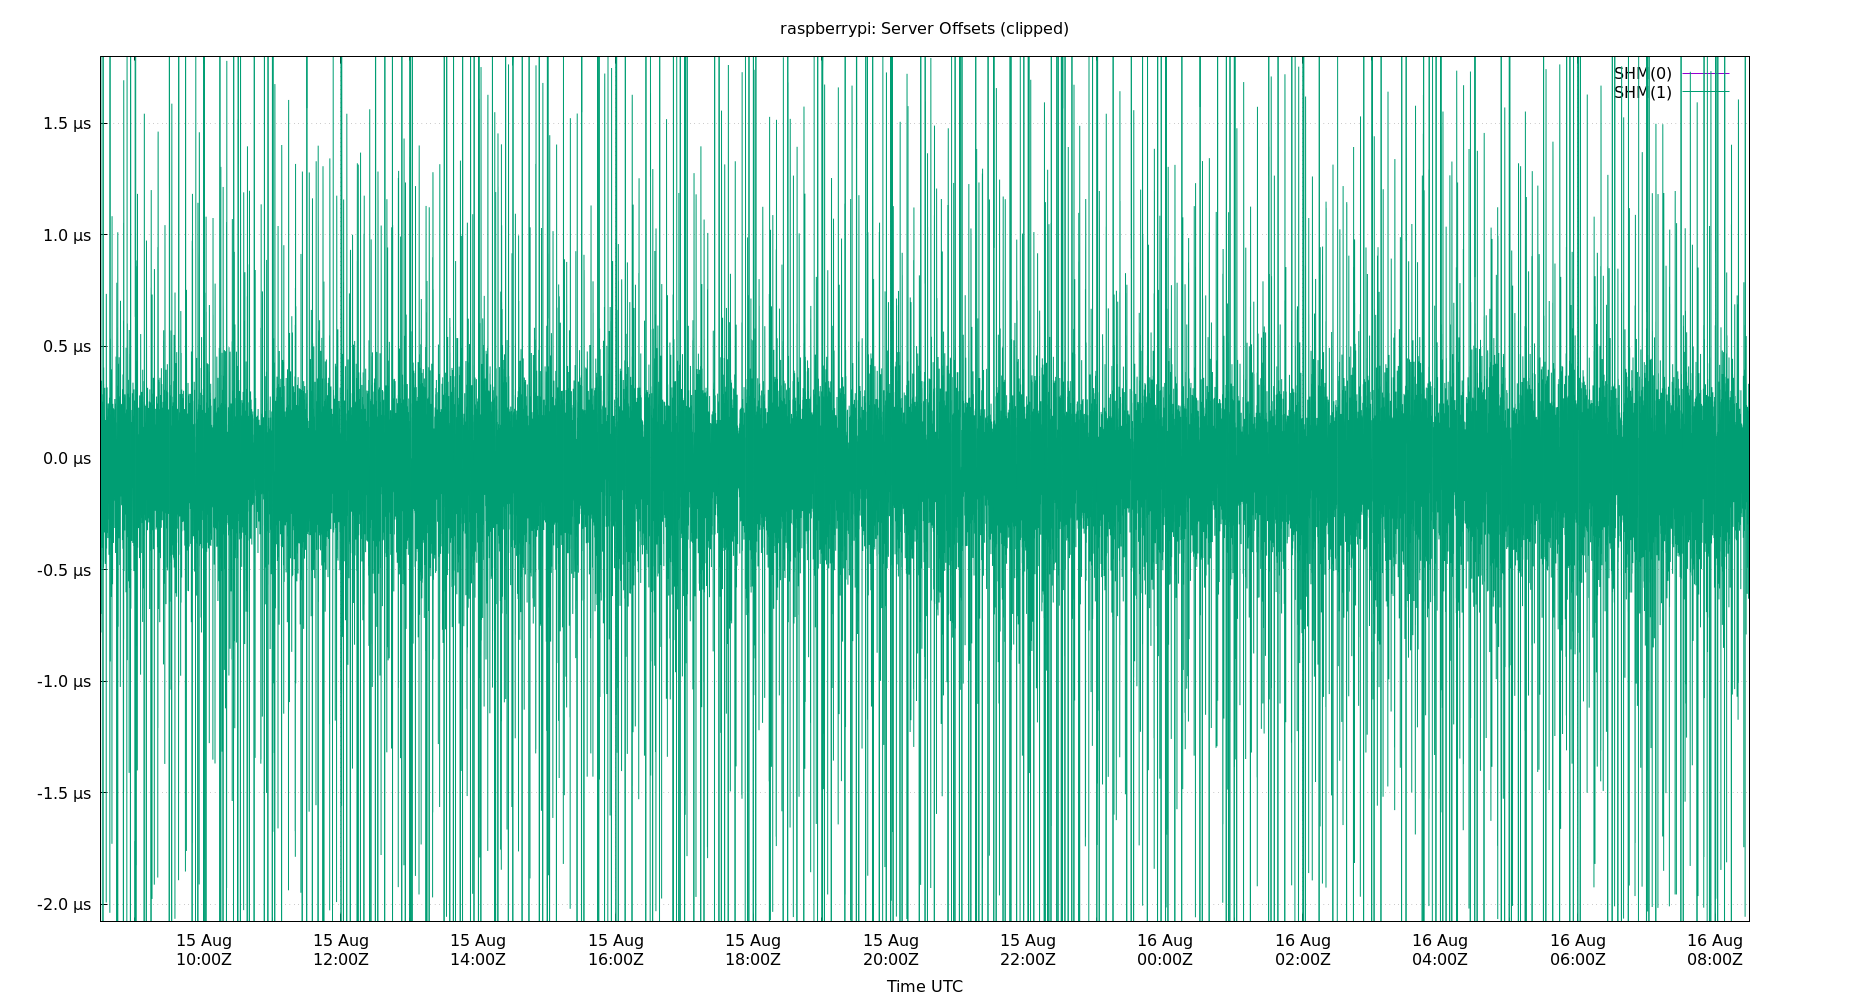 raspberrypi: Server Offsets (clipped)
SHM(0)
SHM(1)
1.5 µs
1.0 µs
0.5 µs
0.0 µs
-0.5 µs
-1.0 µs
-1.5 µs
-2.0 µs
15 Aug 15 Aug 15 Aug 15 Aug 15 Aug 15 Aug 15 Aug 16 Aug 16 Aug 16 Aug 16 Aug 16 Aug
10:00Z 12:00Z 14:00Z 16:00Z 18:00Z 20:00Z 22:00Z 00:00Z 02:00Z 04:00Z 06:00Z 08:00Z
Time UTC